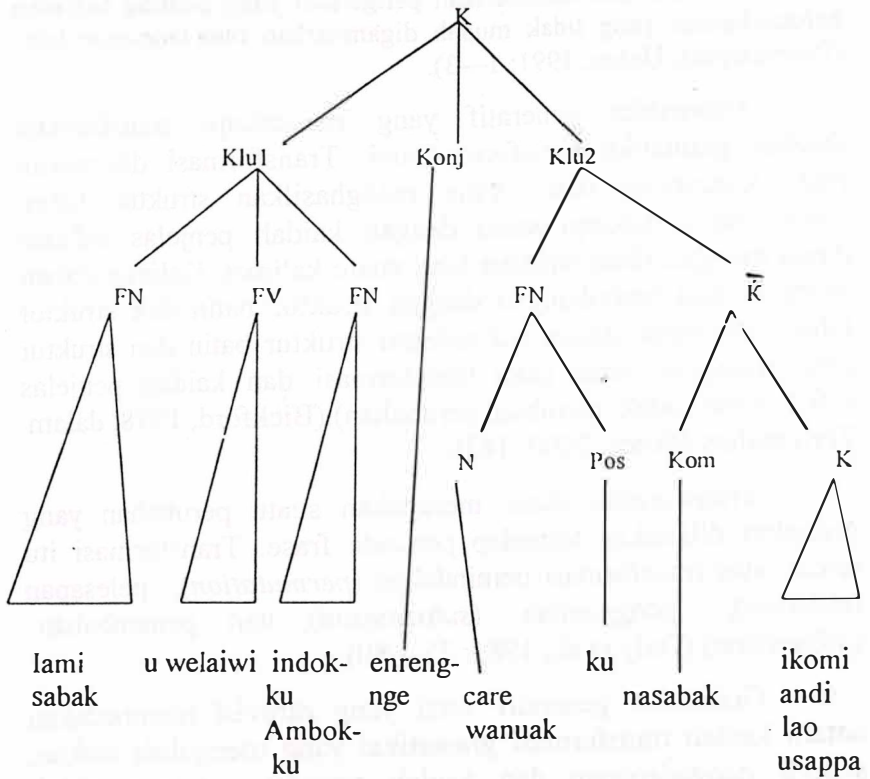 K
Klu1 Konj Klu2
FN FV FN FN K̄
N Pos Kom K
Iami u welaiwi indok- enreng- ku ikomi
sabak ku nge care nasabak andi
Ambok- wanuak lao
ku usappa